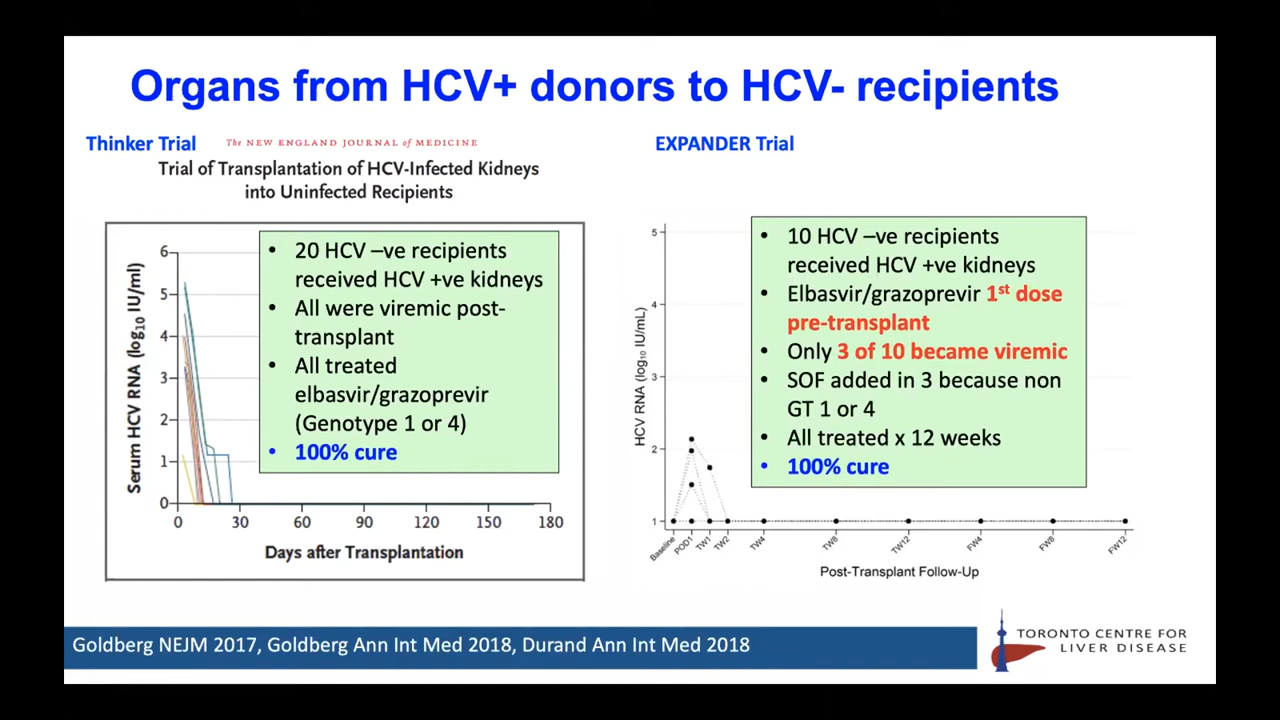 Organs from HCV+ donors to HCV- recipients
Thinker Trial
The NEW ENGLAND JOURNAL of MEDICINE
Trial of Transplantation of HCV-Infected Kidneys
into Uninfected Recipients
Serum HCV RNA (log10 IU/ml)
6
5
4
3
2
1
0
0 30 60 90 120 150 180
Days after Transplantation
• 20 HCV –ve recipients
received HCV +ve kidneys
• All were viremic post-
transplant
• All treated
elbasvir/grazoprevir
(Genotype 1 or 4)
• 100% cure
EXPANDER Trial
HCV RNA (log10 IU/mL)
5
4
3
2
1
Baseline POD1 TW1 TW2 TW4 TW8 TW12 FW4 FW8 FW12
Post-Transplant Follow-Up
• 10 HCV –ve recipients
received HCV +ve kidneys
• Elbasvir/grazoprevir 1st dose
pre-transplant
• Only 3 of 10 became viremic
• SOF added in 3 because non
GT 1 or 4
• All treated x 12 weeks
• 100% cure
Goldberg NEJM 2017, Goldberg Ann Int Med 2018, Durand Ann Int Med 2018
TORONTO CENTRE FOR
LIVER DISEASE